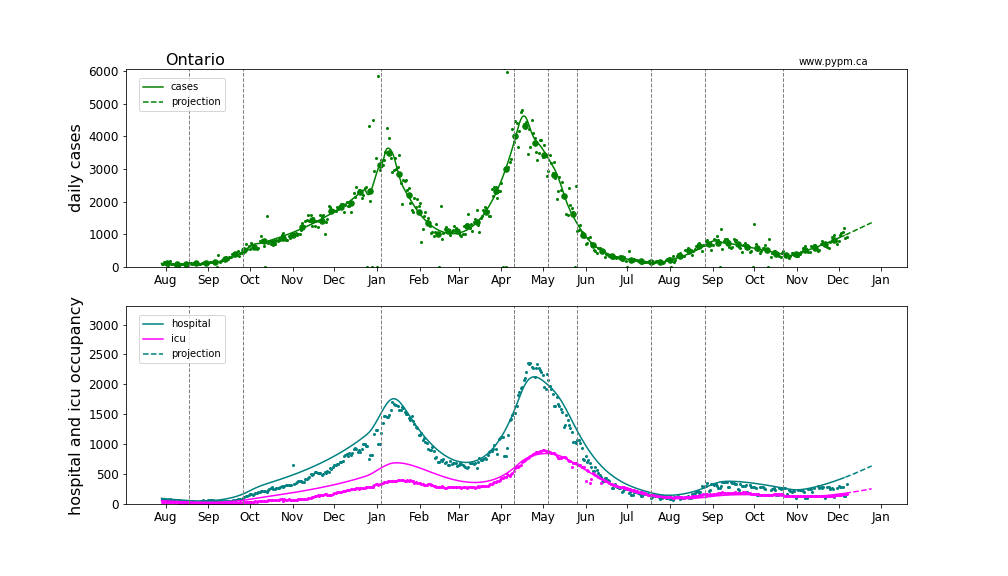 Ontario
www.pypm.ca
daily cases
6000
5000
4000
3000
2000
1000
0
cases
projection
Aug Sep Oct Nov Dec Jan Feb Mar Apr May Jun Jul Aug Sep Oct Nov Dec Jan
hospital and icu occupancy
3000
2500
2000
1500
1000
500
0
hospital
icu
projection
Aug Sep Oct Nov Dec Jan Feb Mar Apr May Jun Jul Aug Sep Oct Nov Dec Jan